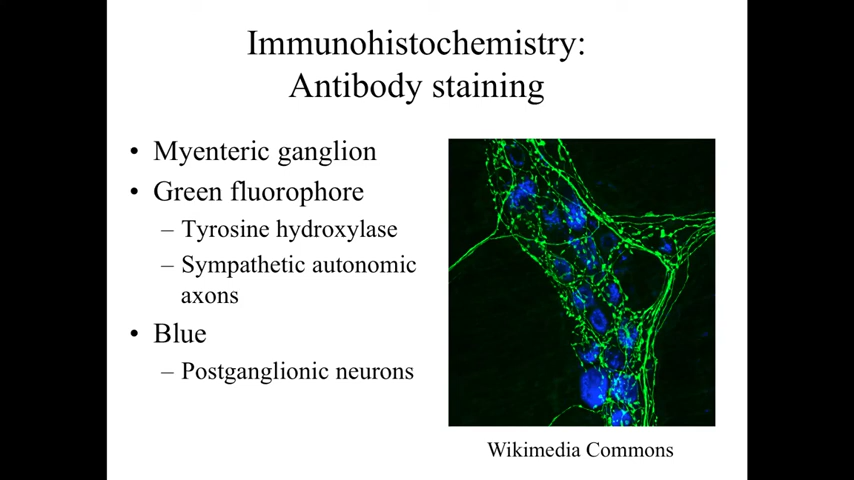 Immunohistochemistry:
Antibody staining
• Myenteric ganglion
• Green fluorophore
– Tyrosine hydroxylase
– Sympathetic autonomic
axons
• Blue
– Postganglionic neurons
Wikimedia Commons